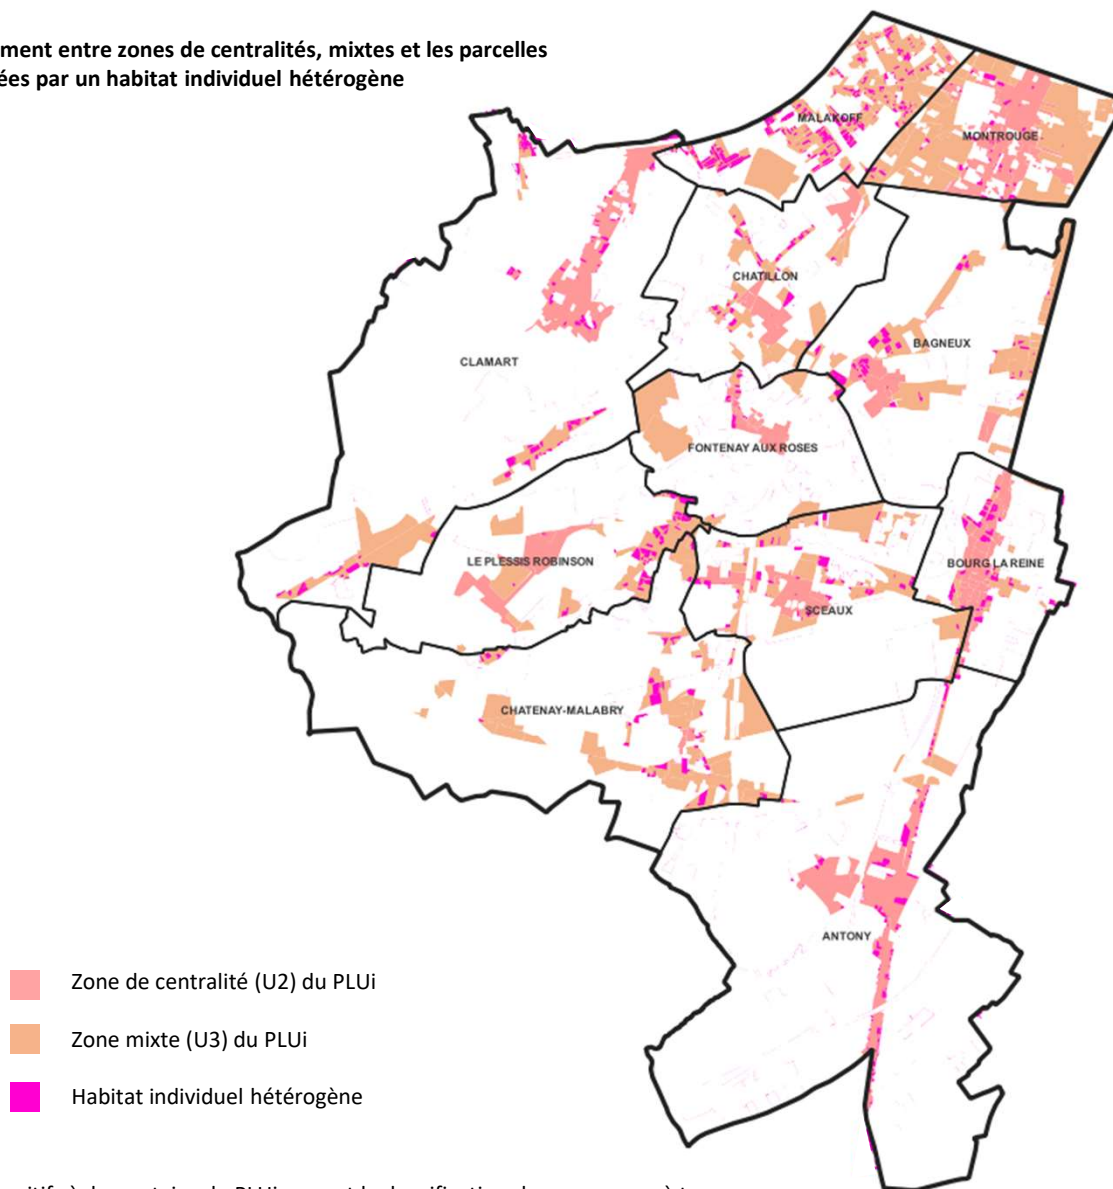 ment entre zones de centralités, mixtes et les parcelles
ées par un habitat individuel hétérogène
MALAKOFF
MONTROUGE
CHATILLON
BAGNEUX
CLAMART
FONTENAY AUX ROSES
LE PLESSIS ROBINSON
BOURG LA REINE
SCEAUX
CHATENAY-MALABRY
ANTONY
Zone de centralité (U2) du PLUi
Zone mixte (U3) du PLUi
Habitat individuel hétérogène